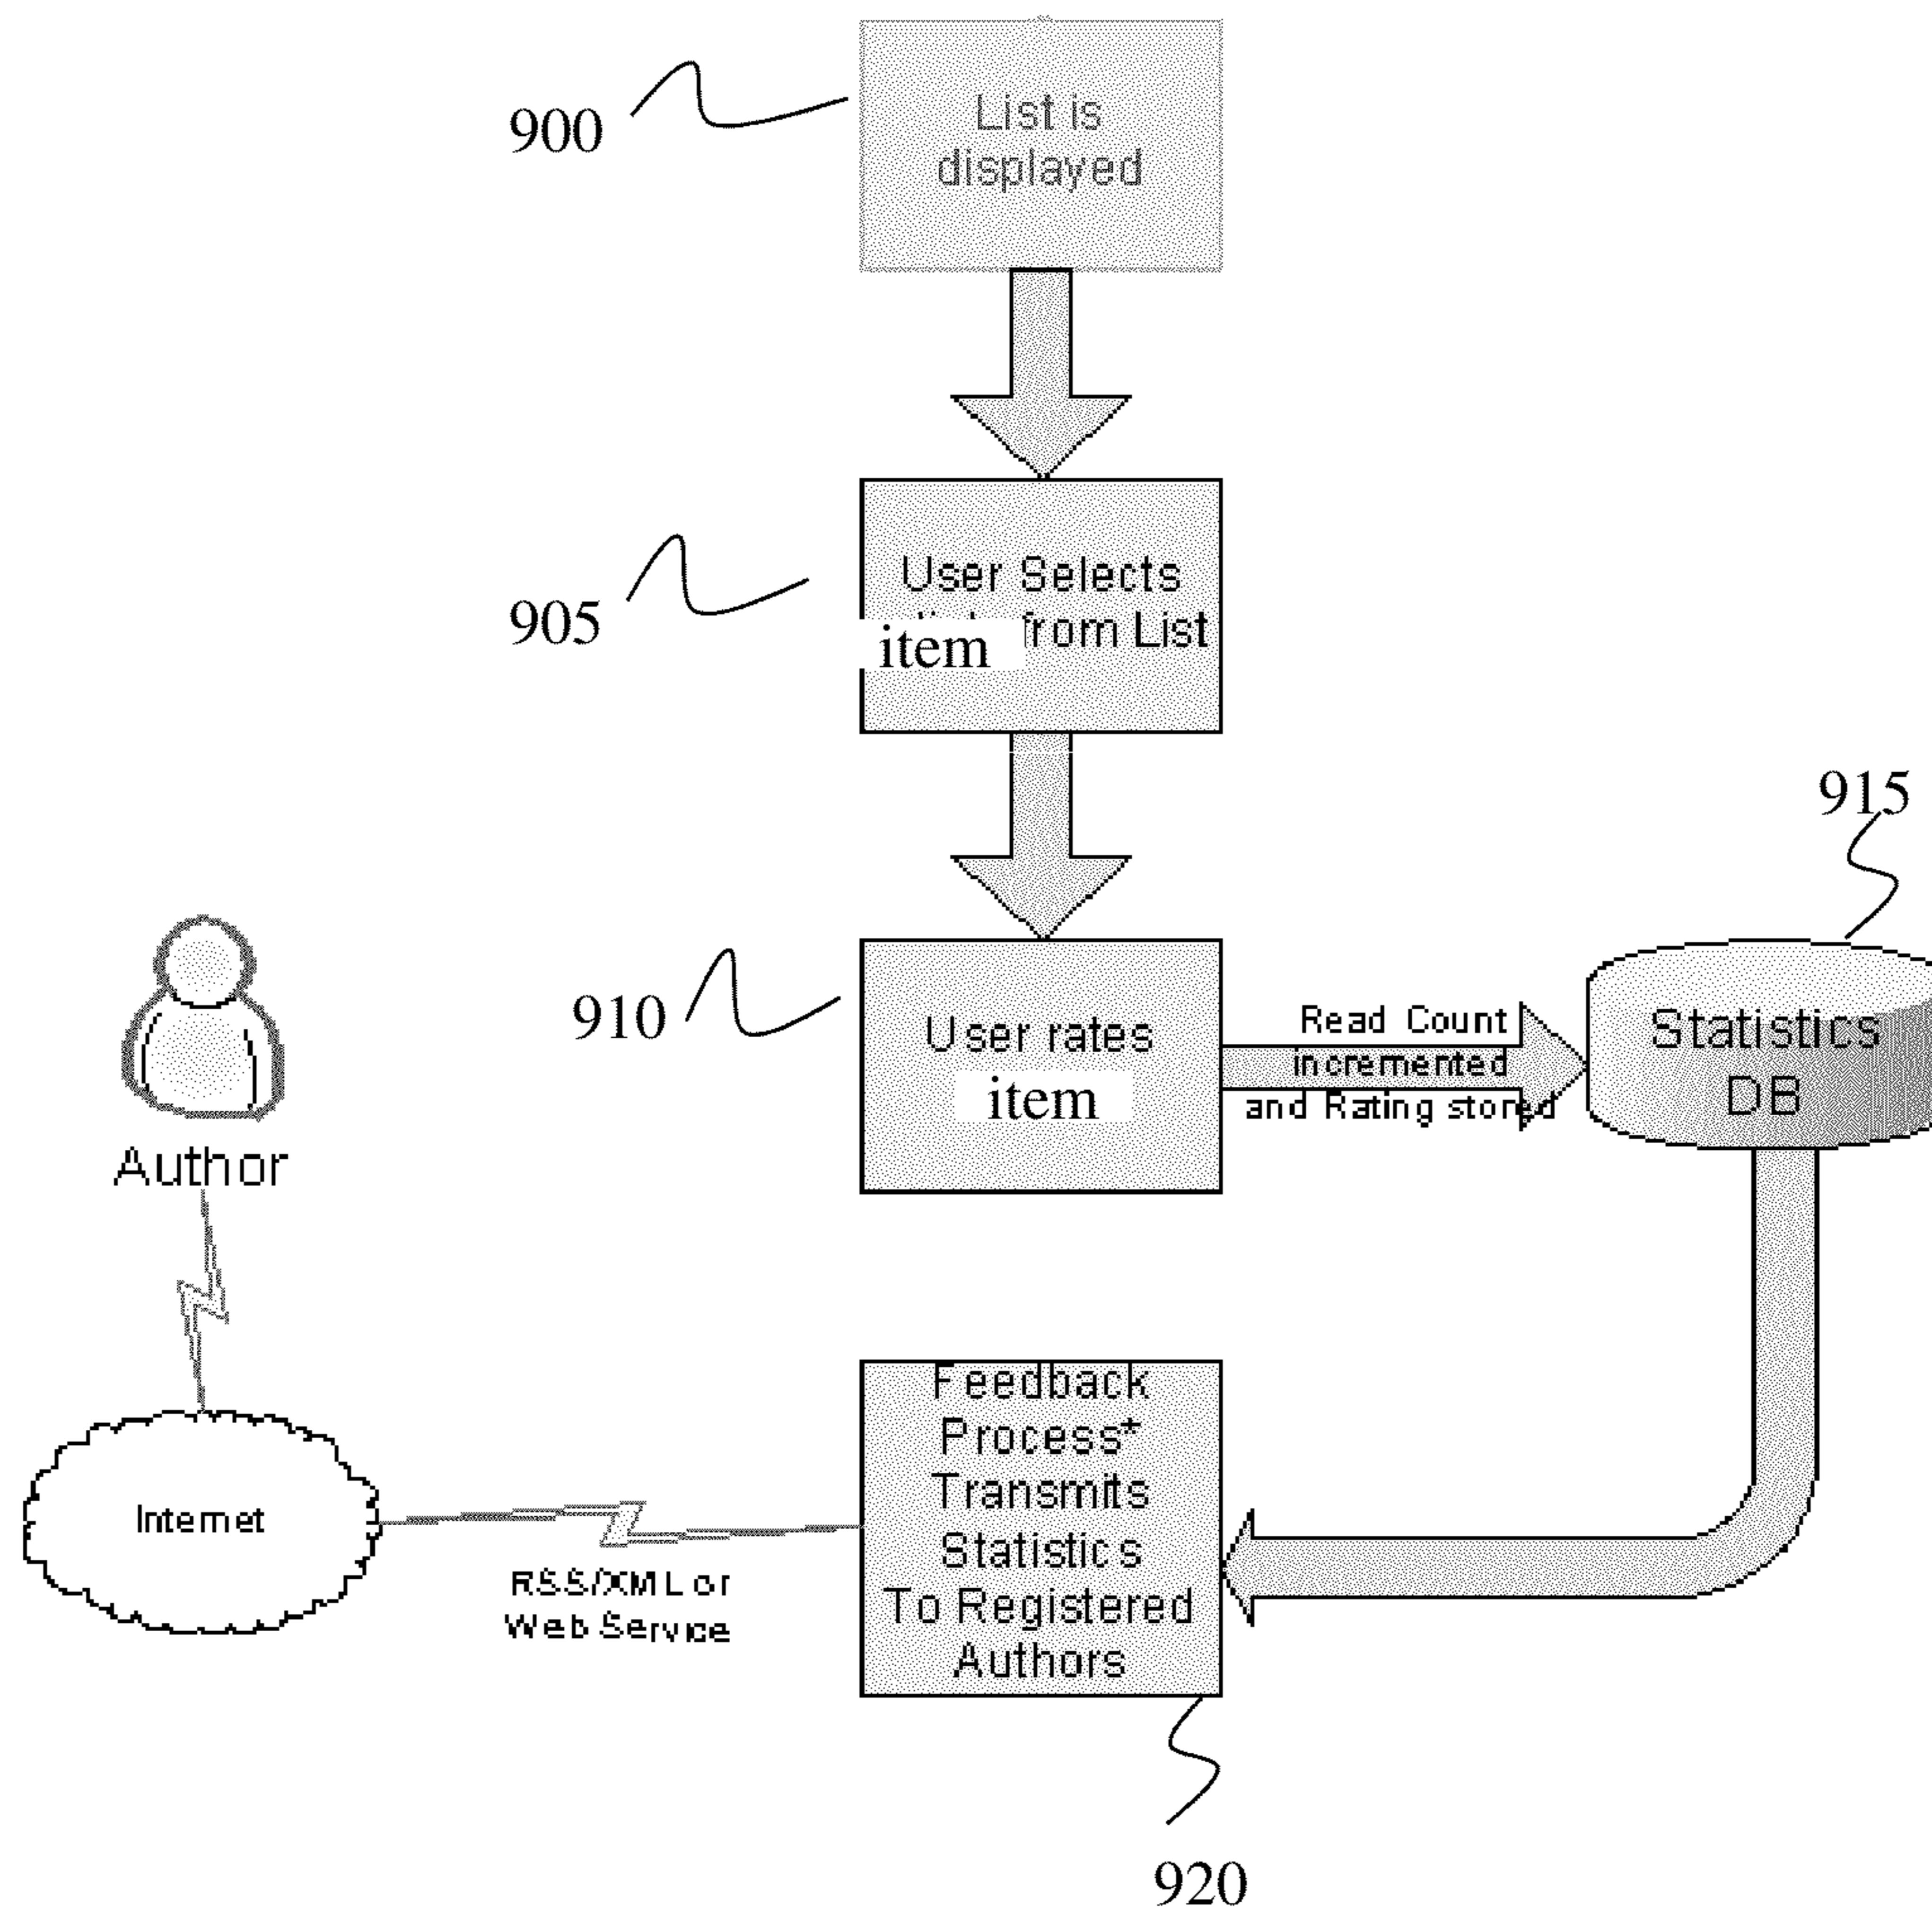 900
List is
displayed
905
User Selects
item from List
915
910
User rates
item
Read Count
incremented
and Rating stored
Statistics
DB
Author
Feedback
Process*
Transmits
Statistics
To Registered
Authors
Internet
RSS/XML or
Web Service
920